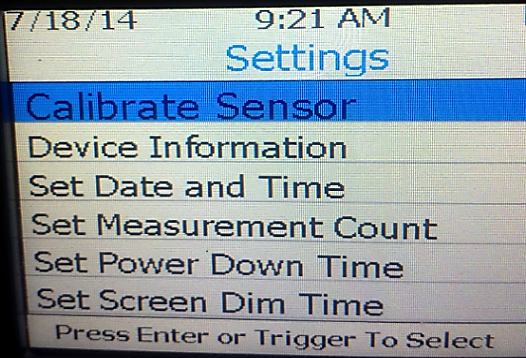 7/18/14 9:21 AM
Settings
Calibrate Sensor
Device Information
Set Date and Time
Set Measurement Count
Set Power Down Time
Set Screen Dim Time
Press Enter or Trigger To Select